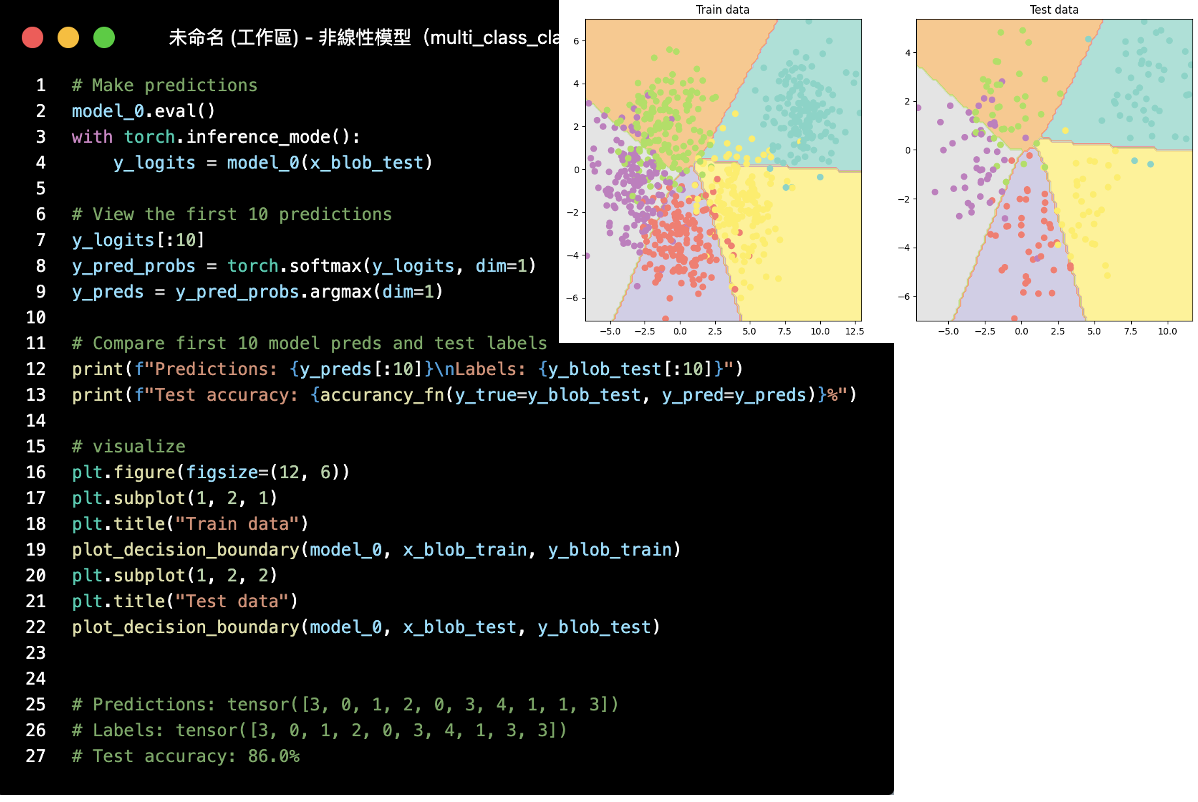 未命名 (工作區) - 非線性模型 (multi_class_cla
1 # Make predictions
2 model_0.eval()
3 with torch.inference_mode():
4     y_logits = model_0(x_blob_test)
5
6 # View the first 10 predictions
7 y_logits[:10]
8 y_pred_probs = torch.softmax(y_logits, dim=1)
9 y_preds = y_pred_probs.argmax(dim=1)
10
11 # Compare first 10 model preds and test labels
12 print(f"Predictions: {y_preds[:10]}\nLabels: {y_blob_test[:10]}")
13 print(f"Test accuracy: {accurancy_fn(y_true=y_blob_test, y_pred=y_preds)}%")
14
15 # visualize
16 plt.figure(figsize=(12, 6))
17 plt.subplot(1, 2, 1)
18 plt.title("Train data")
19 plot_decision_boundary(model_0, x_blob_train, y_blob_train)
20 plt.subplot(1, 2, 2)
21 plt.title("Test data")
22 plot_decision_boundary(model_0, x_blob_test, y_blob_test)
23
24
25 # Predictions: tensor([3, 0, 1, 2, 0, 3, 4, 1, 1, 3])
26 # Labels: tensor([3, 0, 1, 2, 0, 3, 4, 1, 3, 3])
27 # Test accuracy: 86.0%
Train data
6
4
2
0
−2
−4
−6
−5.0 −2.5 0.0 2.5 5.0 7.5 10.0 12.5
Test data
4
2
0
−2
−4
−6
−5.0 −2.5 0.0 2.5 5.0 7.5 10.0